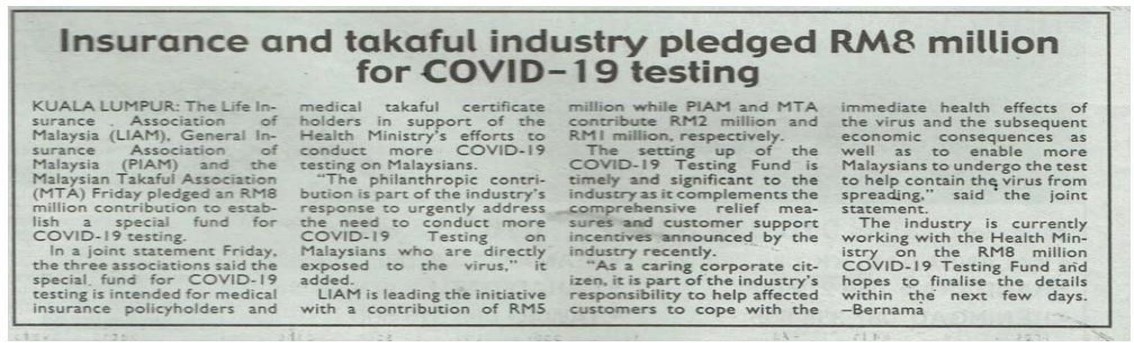 Insurance and takaful industry pledged RM8 million
for COVID-19 testing
KUALA LUMPUR: The Life In-
surance Association of
Malaysia (LIAM), General In-
surance Association of
Malaysia (PIAM) and the
Malaysian Takaful Association
(MTA) Friday pledged an RM8
million contribution to estab-
lish a special fund for
COVID-19 testing.
In a joint statement Friday,
the three associations said the
special fund for COVID-19
testing is intended for medical
insurance policyholders and
medical takaful certificate
holders in support of the
Health Ministry's efforts to
conduct more COVID-19
testing on Malaysians.
"The philanthropic contri-
bution is part of the industry's
response to urgently address
the need to conduct more
COVID-19 Testing on
Malaysians who are directly
exposed to the virus," it
added.
LIAM is leading the initiative
with a contribution of RM5
million while PIAM and MTA
contribute RM2 million and
RM1 million, respectively.
The setting up of the
COVID-19 Testing Fund is
timely and significant to the
industry as it complements the
comprehensive relief mea-
sures and customer support
incentives announced by the
industry recently.
"As a caring corporate cit-
izen, it is part of the industry's
responsibility to help affected
customers to cope with the
immediate health effects of
the virus and the subsequent
economic consequences as
well as to enable more
Malaysians to undergo the test
to help contain the virus from
spreading," said the joint
statement.
The industry is currently
working with the Health Min-
istry on the RM8 million
COVID-19 Testing Fund and
hopes to finalise the details
within the next few days.
–Bernama